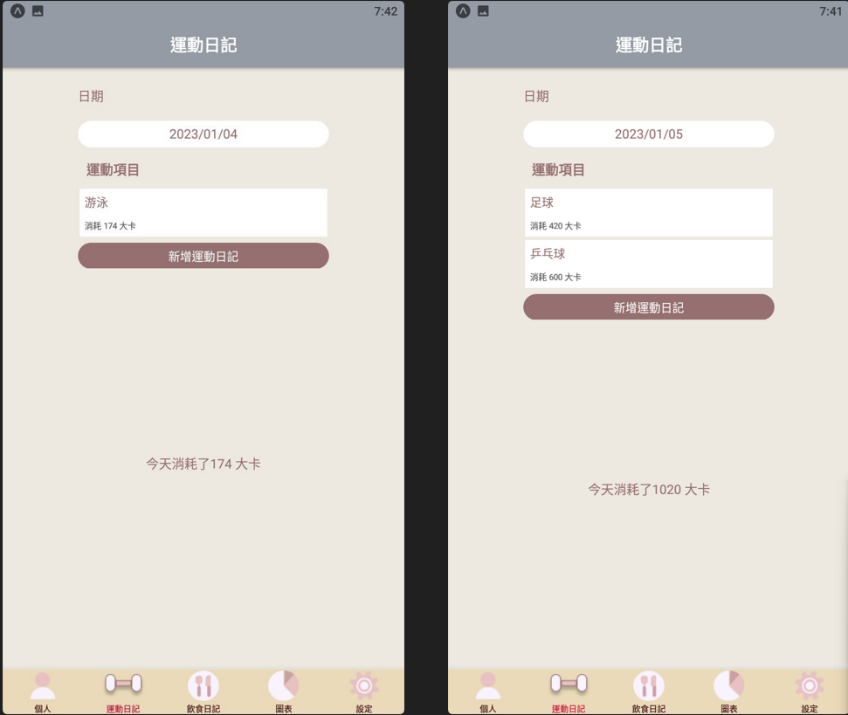 7:42
運動日記
日期
2023/01/04
運動項目
游泳
消耗 174 大卡
新增運動日記
今天消耗了174 大卡
個人
運動日記
飲食日記
圖表
設定
7:41
運動日記
日期
2023/01/05
運動項目
足球
消耗 420 大卡
乒乓球
消耗 600 大卡
新增運動日記
今天消耗了1020 大卡
個人
運動日記
飲食日記
圖表
設定